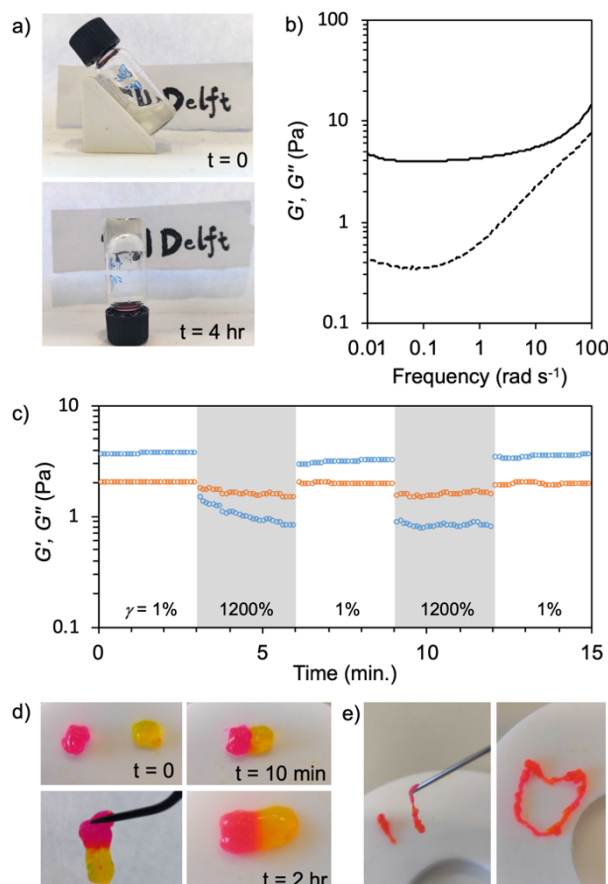 a)
Delft
t = 0
Delft
t = 4 hr
b)
G', G'' (Pa)
100
10
1
0.1
0.01 0.1 1 10 100
Frequency (rad s⁻¹)
c)
G', G'' (Pa)
10
1
0.1
γ = 1% 1200% 1% 1200% 1%
0 5 10 15
Time (min.)
d)
t = 0
t = 10 min
t = 2 hr
e)